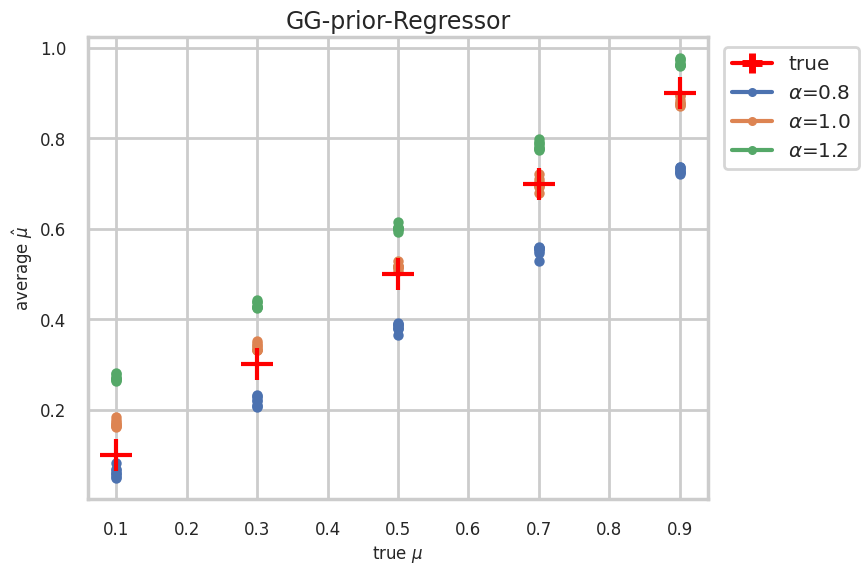 GG-prior-Regressor
1.0
0.8
0.6
0.4
0.2
average μ̂
0.1 0.2 0.3 0.4 0.5 0.6 0.7 0.8 0.9
true μ
true
α=0.8
α=1.0
α=1.2